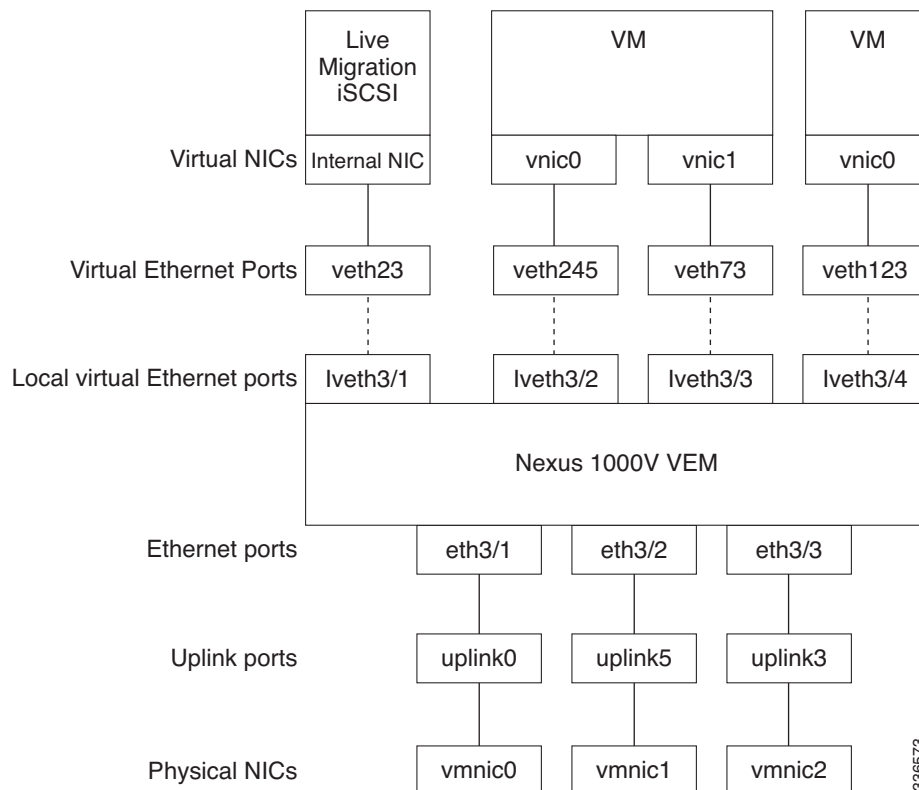 Live
Migration
iSCSI
VM
VM
Virtual NICs
Internal NIC
vnic0
vnic1
vnic0
Virtual Ethernet Ports
veth23
veth245
veth73
veth123
Local virtual Ethernet ports
lveth3/1
lveth3/2
lveth3/3
lveth3/4
Nexus 1000V VEM
Ethernet ports
eth3/1
eth3/2
eth3/3
Uplink ports
uplink0
uplink5
uplink3
Physical NICs
vmnic0
vmnic1
vmnic2